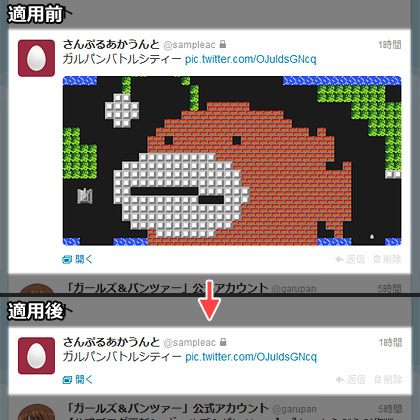 適用前
さんぷるあかうんと @sampleac 1時間
ガルパンバトルシティー pic.twitter.com/OJuldsGNcq
開く 返信 削除
「ガールズ&パンツァー」公式アカウント @garupan 5時間
適用後
さんぷるあかうんと @sampleac 1時間
ガルパンバトルシティー pic.twitter.com/OJuldsGNcq
開く 返信 削除
「ガールズ&パンツァー」公式アカウント @garupan 5時間